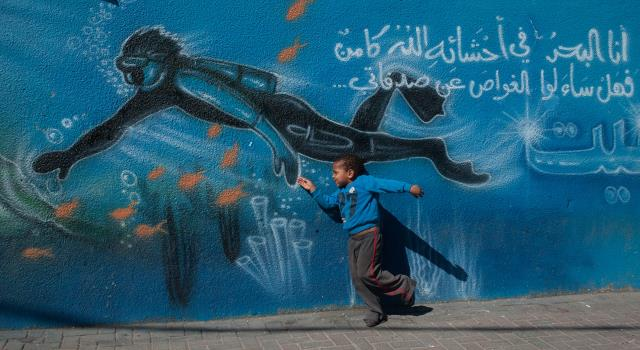 أنا البحر في أحشائه الدر كامن
فهل ساءلوا الغواص عن صدفاتي ...